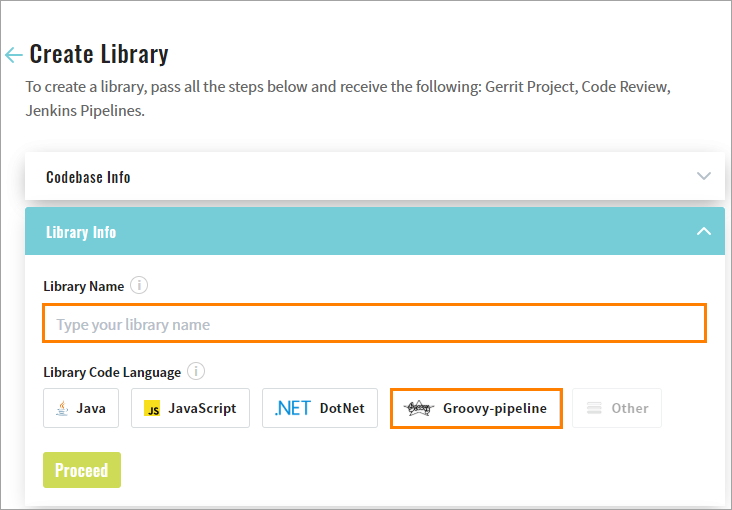 Create Library
To create a library, pass all the steps below and receive the following: Gerrit Project, Code Review,
Jenkins Pipelines.
Codebase Info
Library Info
Library Name i
Type your library name
Library Code Language i
Java JS JavaScript .NET DotNet Groovy-pipeline Other
Proceed